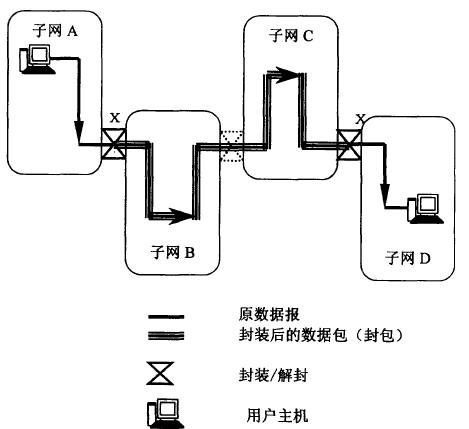 子网 A
子网 C
X
X
子网 B
子网 D
原数据报
封装后的数据包（封包）
封装/解封
用户主机